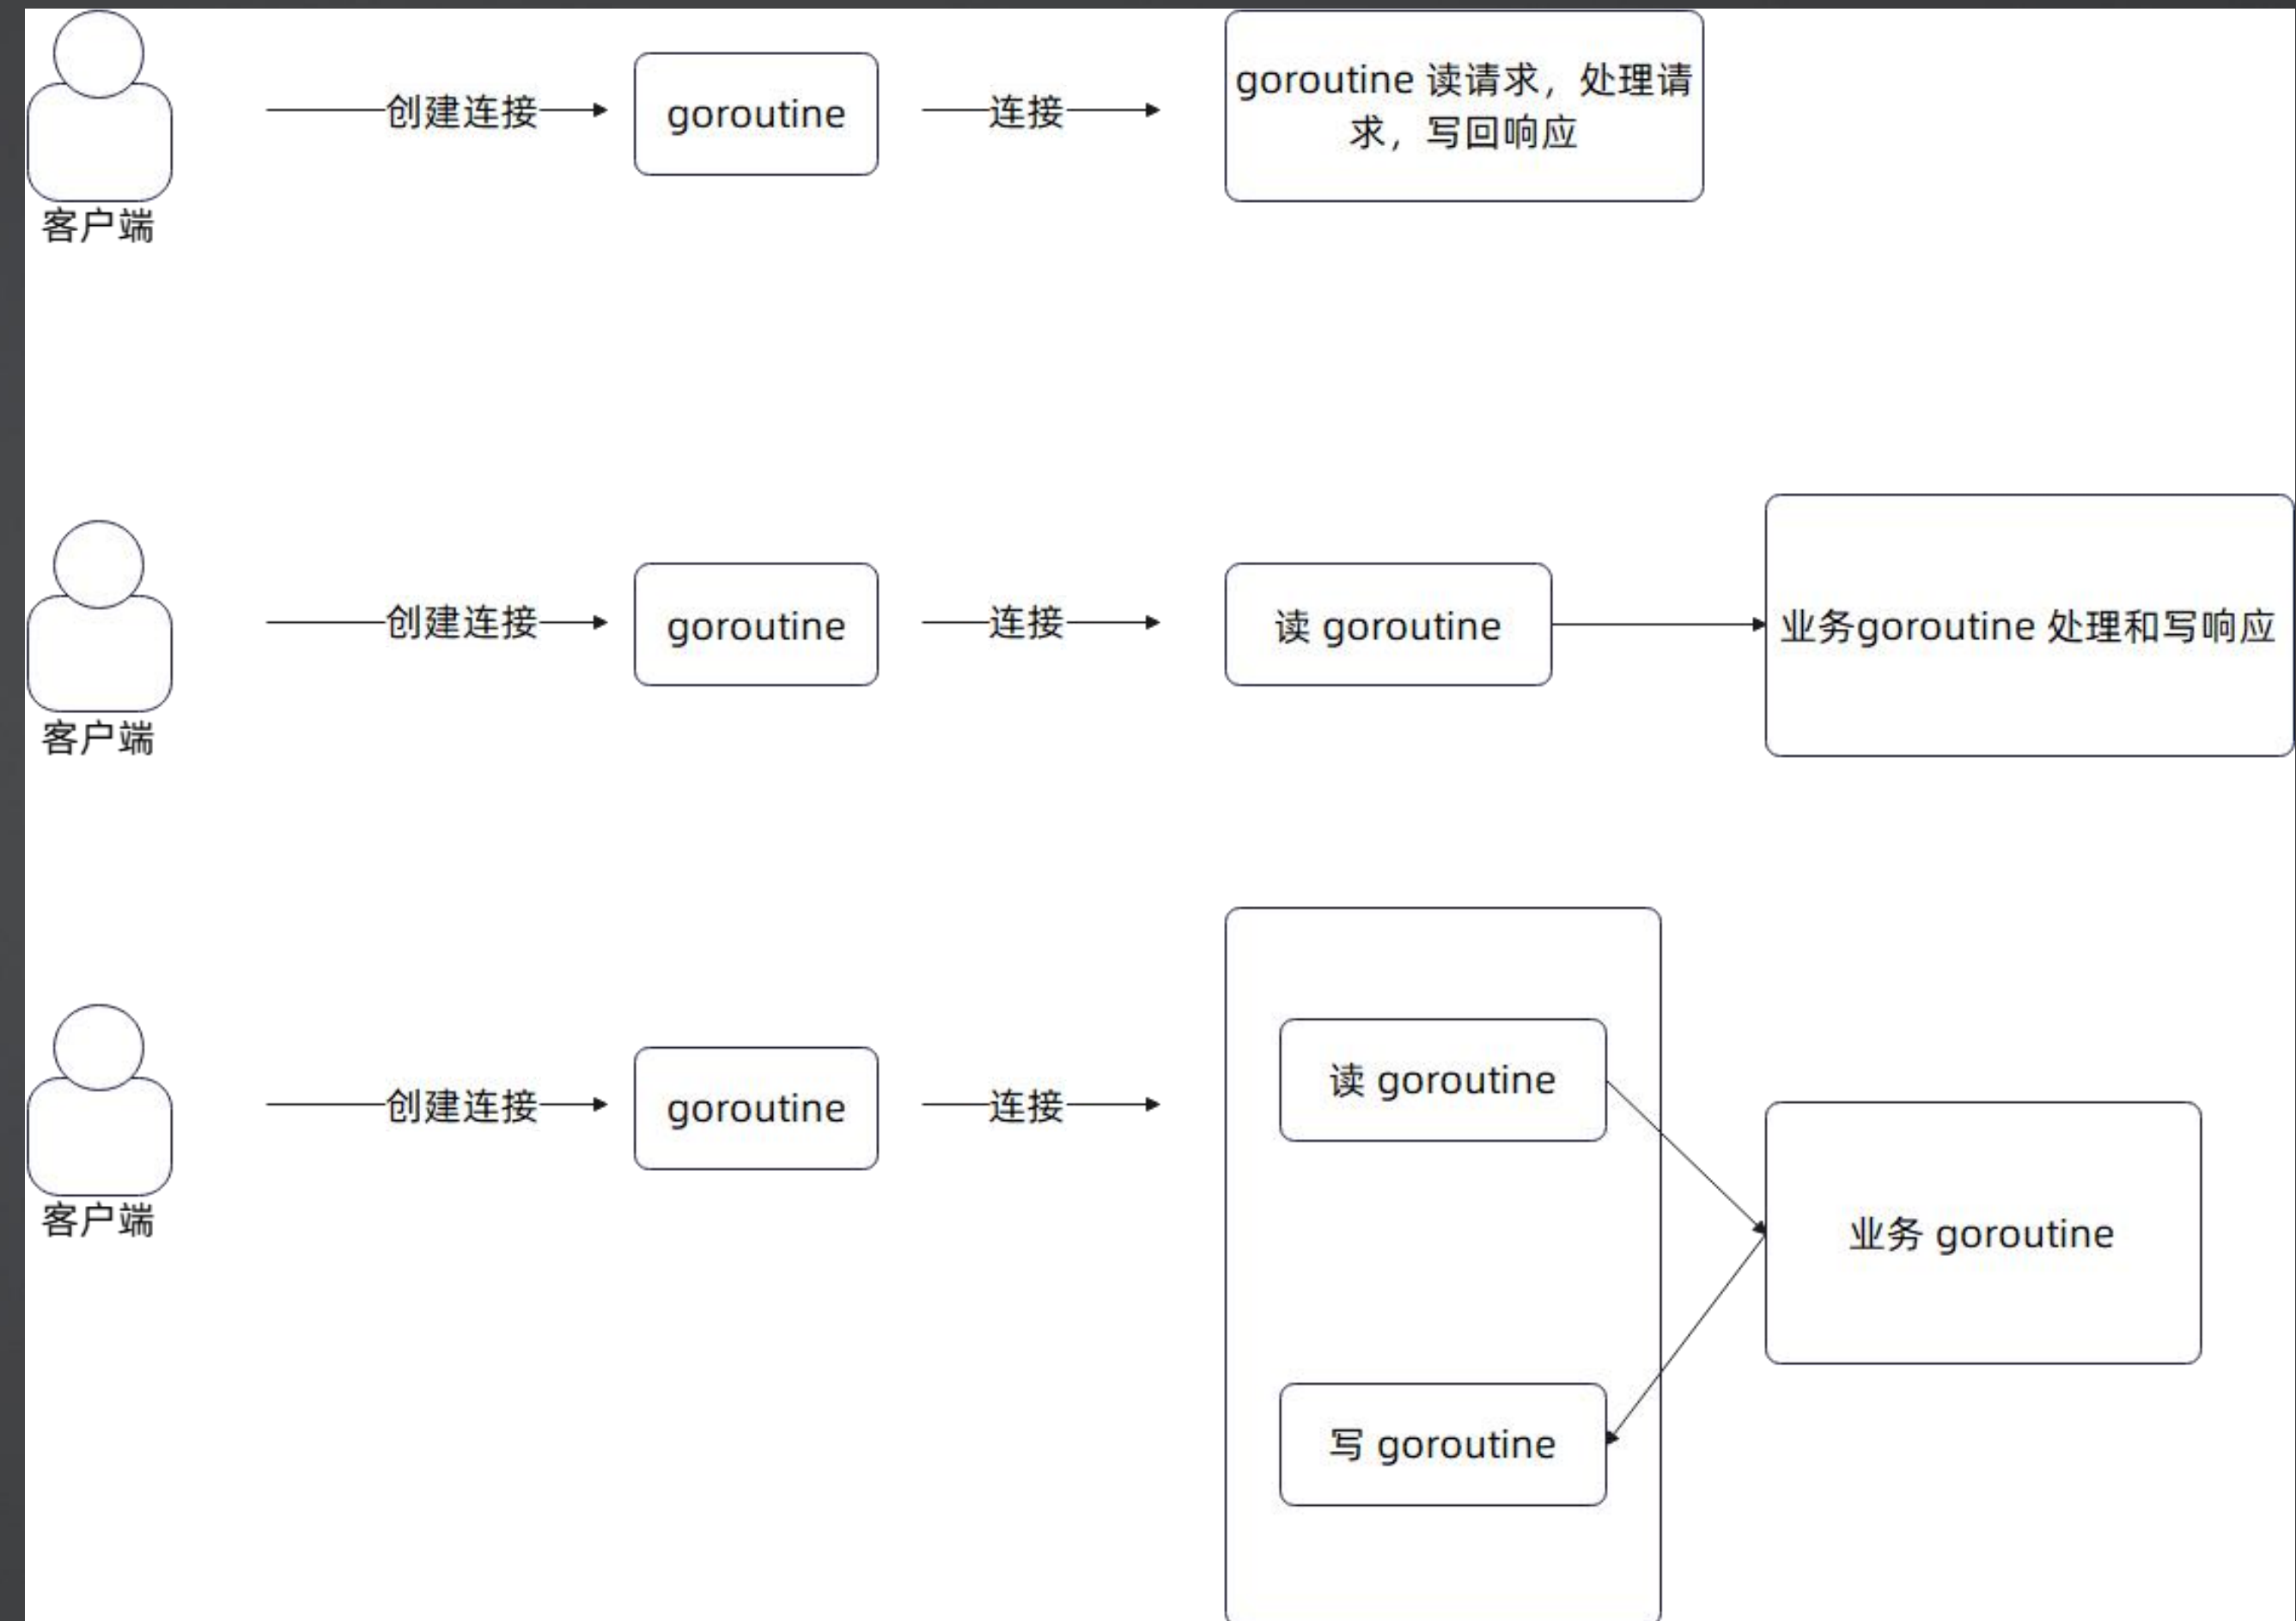 创建连接
goroutine
连接
goroutine 读请求，处理请
求，写回响应
客户端
创建连接
goroutine
连接
读 goroutine
业务goroutine 处理和写响应
客户端
创建连接
goroutine
连接
读 goroutine
业务 goroutine
写 goroutine
客户端